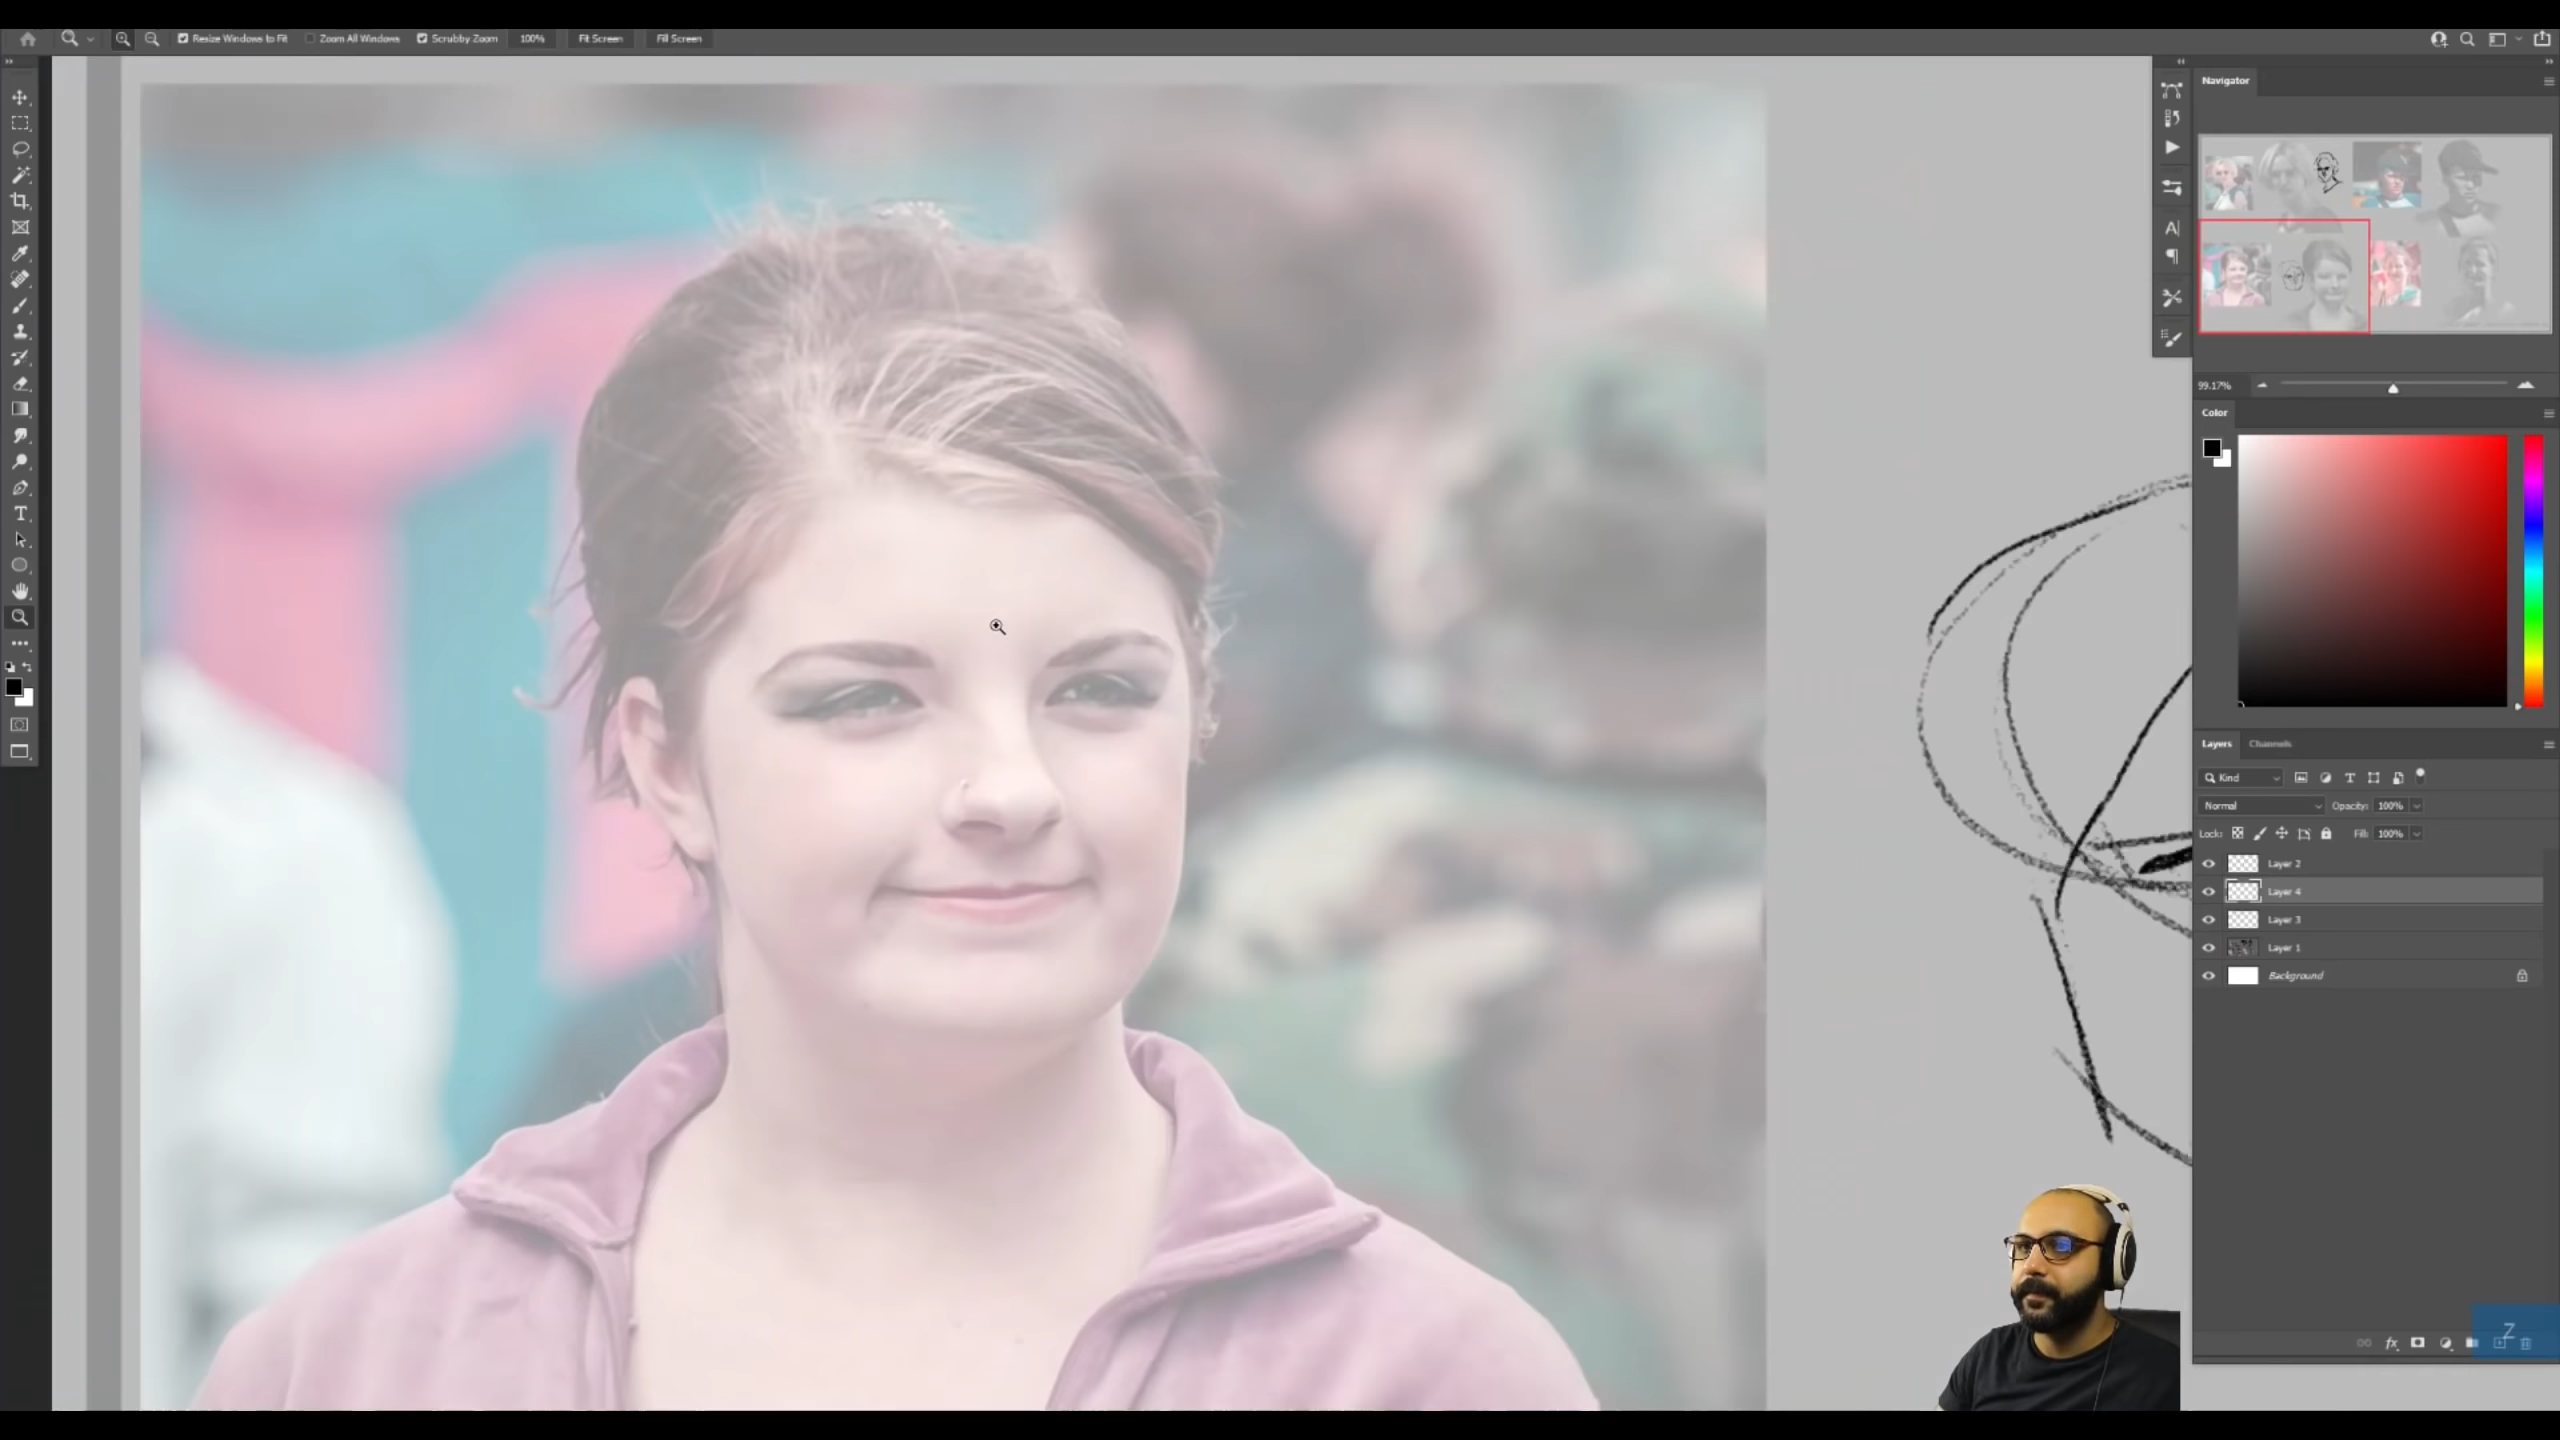 Resize Windows to Fit
Zoom All Windows
Scrubby Zoom
100%
Fit Screen
Fill Screen
Navigator
99.17%
Color
Layers
Channels
Kind
Normal
Opacity: 100%
Lock:
Fill: 100%
Layer 2
Layer 4
Layer 3
Layer 1
Background
fx
Z